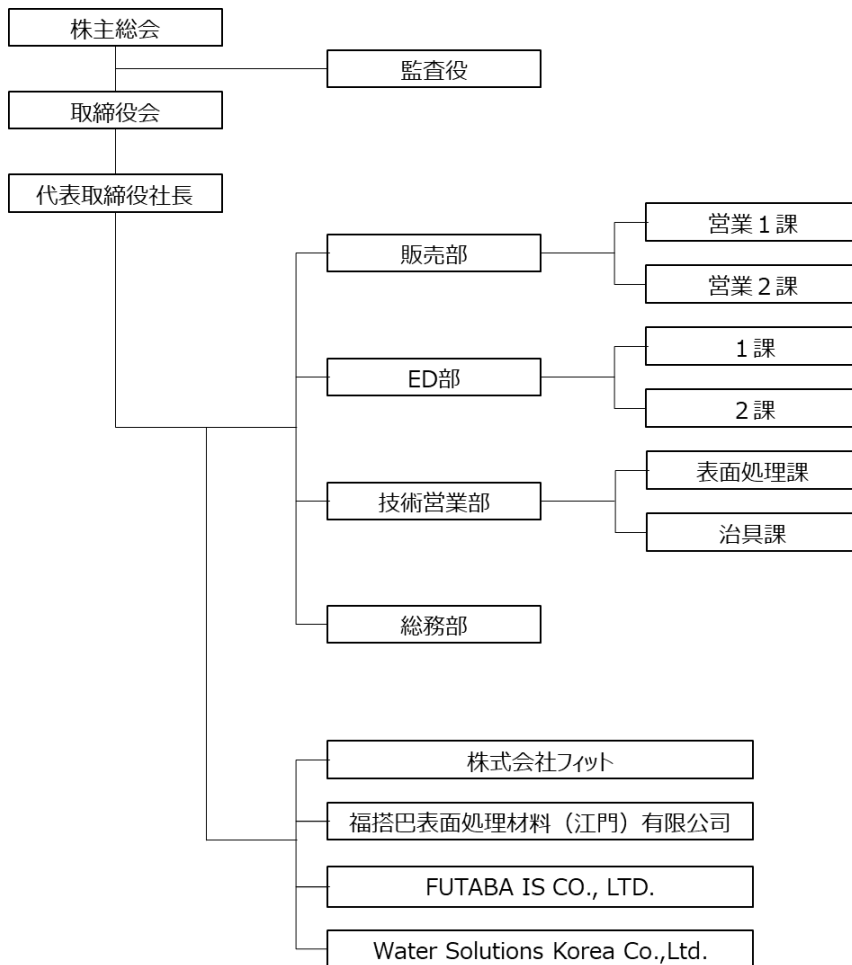 株主総会
監査役
取締役会
代表取締役社長
販売部
営業1課
営業2課
ED部
1課
2課
技術営業部
表面処理課
治具課
総務部
株式会社フィット
福搭巴表面処理材料（江門）有限公司
FUTABA IS CO., LTD.
Water Solutions Korea Co.,Ltd.